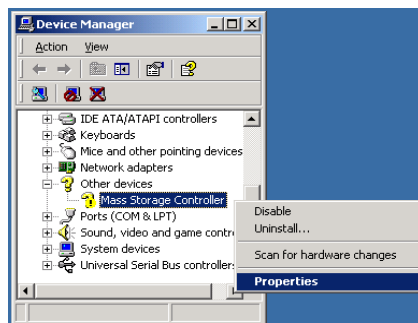 Device Manager
Action View
IDE ATA/ATAPI controllers
Keyboards
Mice and other pointing devices
Network adapters
Other devices
Mass Storage Controller
Ports (COM & LPT)
Sound, video and game contr
System devices
Universal Serial Bus controller
Disable
Uninstall...
Scan for hardware changes
Properties